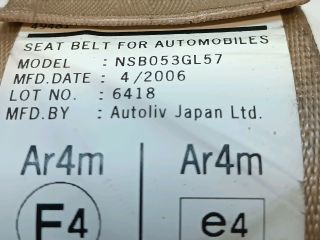 SEAT BELT FOR AUTOMOBILES
MODEL : NSB053GL57
MFD.DATE : 4/2006
LOT NO. : 6418
MFD.BY : Autoliv Japan Ltd.
Ar4m Ar4m
E4 e4